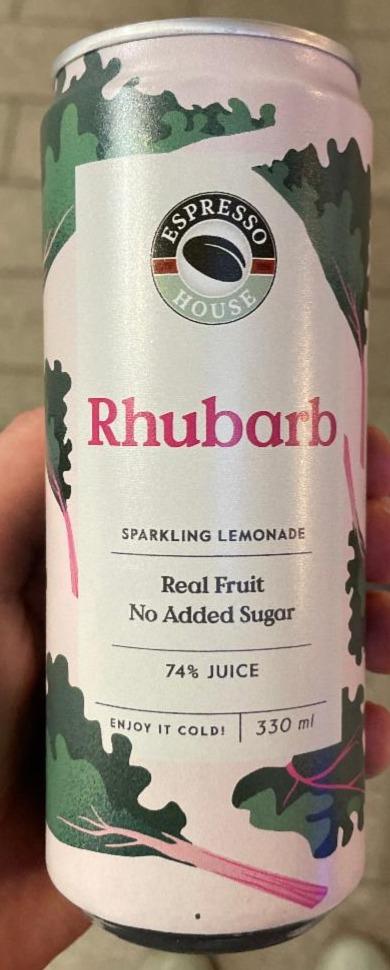 ESPRESSO
HOUSE
Rhubarb
SPARKLING LEMONADE
Real Fruit
No Added Sugar
74% JUICE
ENJOY IT COLD! 330 ml